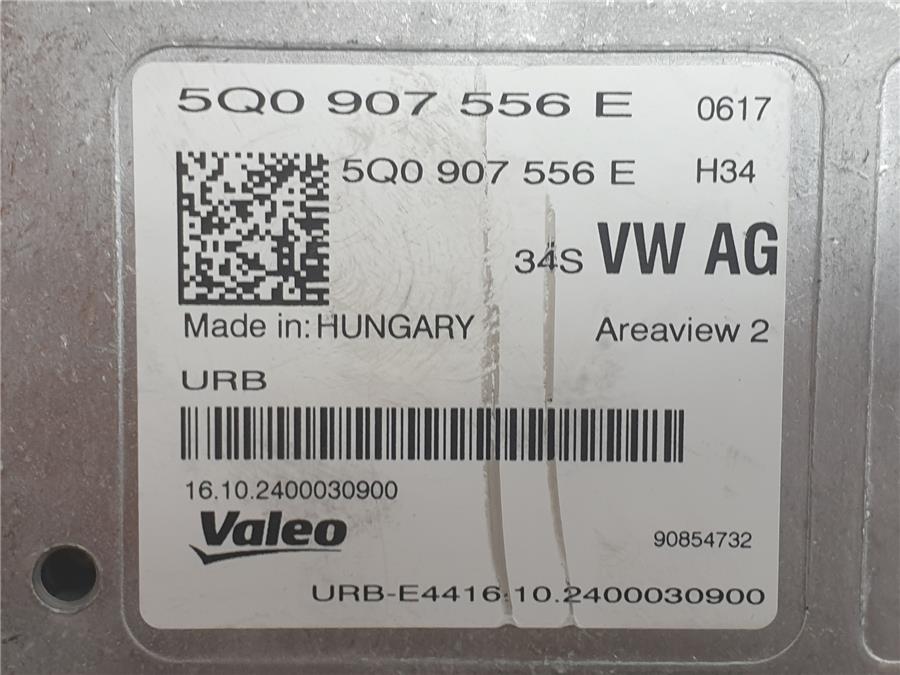 5Q0 907 556 E 0617
5Q0 907 556 E H34
34S VW AG
Made in: HUNGARY Areaview 2
URB
16.10.2400030900
Valeo
90854732
URB-E4416.10.2400030900